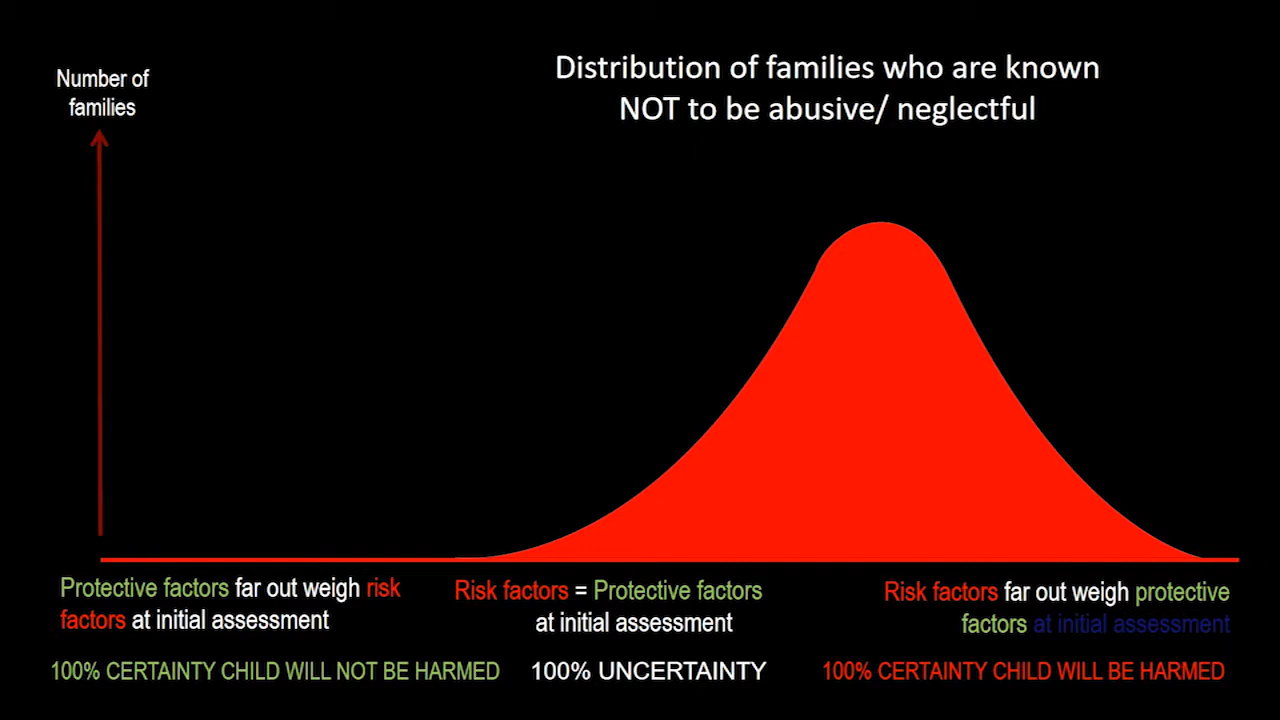 Distribution of families who are known
NOT to be abusive/ neglectful
Number of
families
Protective factors far out weigh risk
factors at initial assessment
100% CERTAINTY CHILD WILL NOT BE HARMED
Risk factors = Protective factors
at initial assessment
100% UNCERTAINTY
Risk factors far out weigh protective
factors at initial assessment
100% CERTAINTY CHILD WILL BE HARMED